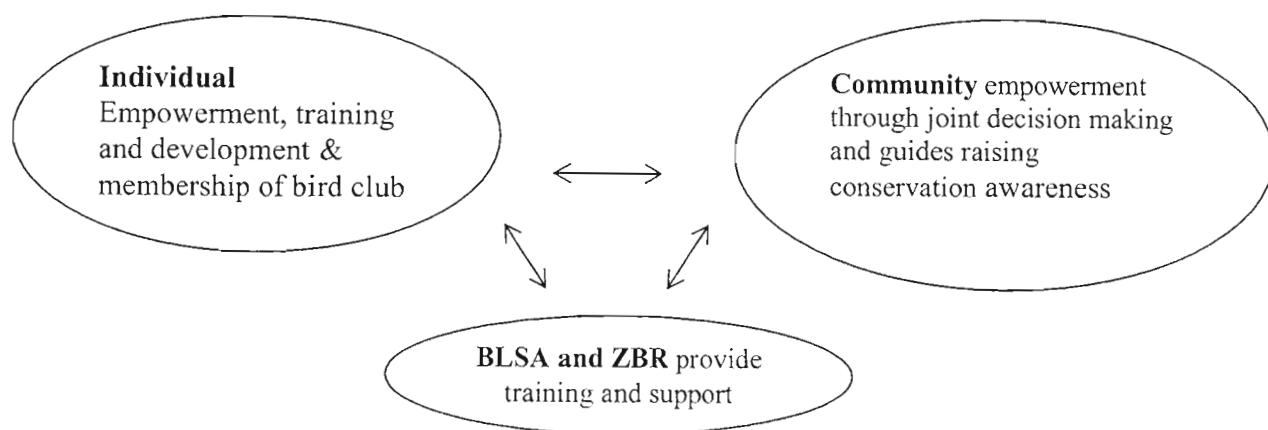 Individual
Empowerment, training
and development &
membership of bird club
Community empowerment
through joint decision making
and guides raising
conservation awareness
BLSA and ZBR provide
training and support